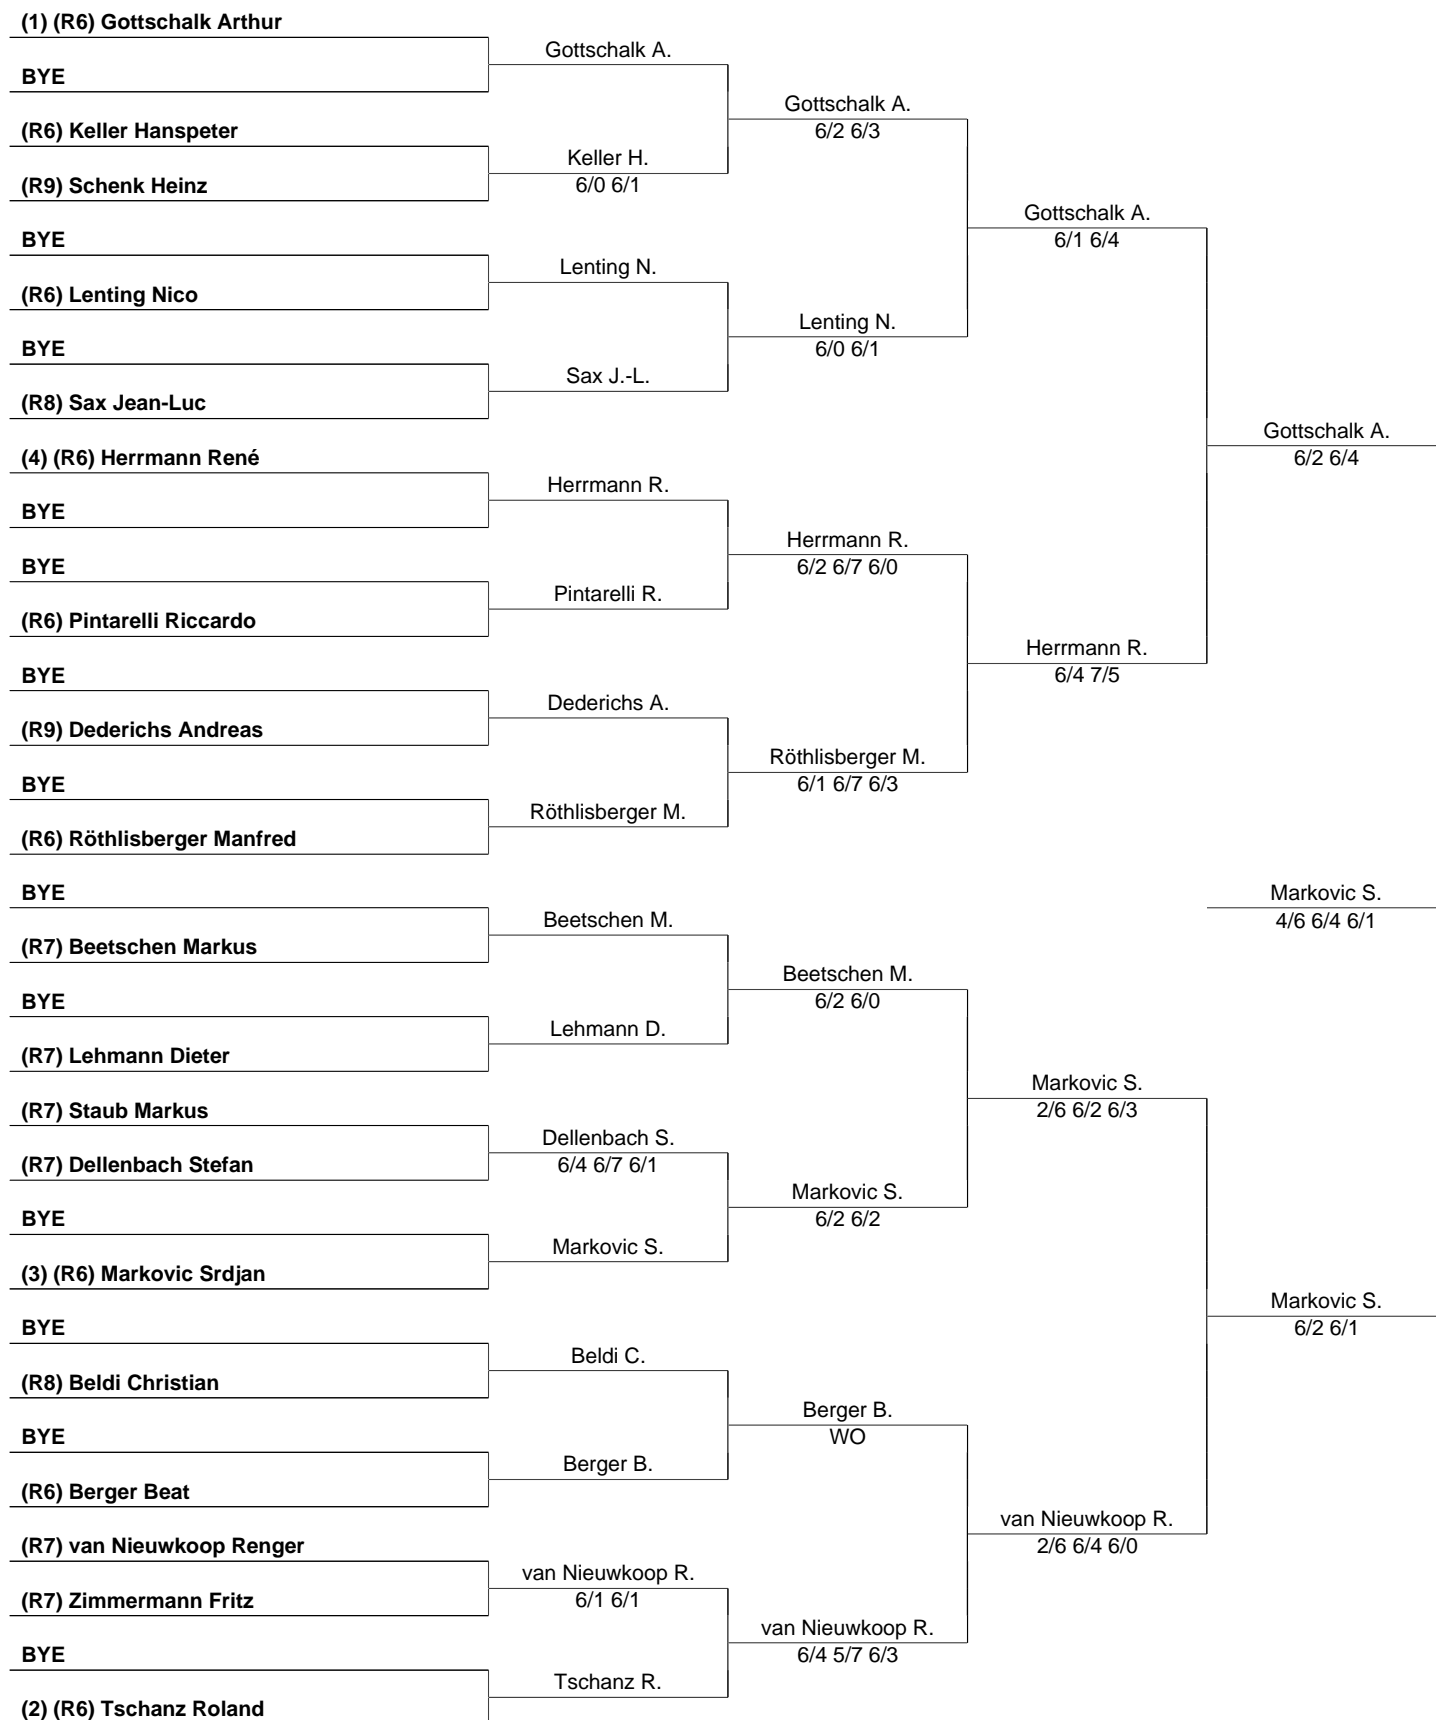 (1) (R6) Gottschalk Arthur
BYE
(R6) Keller Hanspeter
(R9) Schenk Heinz
BYE
(R6) Lenting Nico
BYE
(R8) Sax Jean-Luc
(4) (R6) Herrmann René
BYE
BYE
(R6) Pintarelli Riccardo
BYE
(R9) Dederichs Andreas
BYE
(R6) Röthlisberger Manfred
BYE
(R7) Beetschen Markus
BYE
(R7) Lehmann Dieter
(R7) Staub Markus
(R7) Dellenbach Stefan
BYE
(3) (R6) Markovic Srdjan
BYE
(R8) Beldi Christian
BYE
(R6) Berger Beat
(R7) van Nieuwkoop Renger
(R7) Zimmermann Fritz
BYE
(2) (R6) Tschanz Roland
Gottschalk A.
Keller H.
6/0 6/1
Lenting N.
Sax J.-L.
Herrmann R.
Pintarelli R.
Dederichs A.
Röthlisberger M.
Beetschen M.
Lehmann D.
Dellenbach S.
6/4 6/7 6/1
Markovic S.
Beldi C.
Berger B.
van Nieuwkoop R.
6/1 6/1
Tschanz R.
Gottschalk A.
6/2 6/3
Lenting N.
6/0 6/1
Herrmann R.
6/2 6/7 6/0
Röthlisberger M.
6/1 6/7 6/3
Beetschen M.
6/2 6/0
Markovic S.
6/2 6/2
Berger B.
WO
van Nieuwkoop R.
6/4 5/7 6/3
Gottschalk A.
6/1 6/4
Herrmann R.
6/4 7/5
Markovic S.
2/6 6/2 6/3
van Nieuwkoop R.
2/6 6/4 6/0
Gottschalk A.
6/2 6/4
Markovic S.
4/6 6/4 6/1
Markovic S.
6/2 6/1